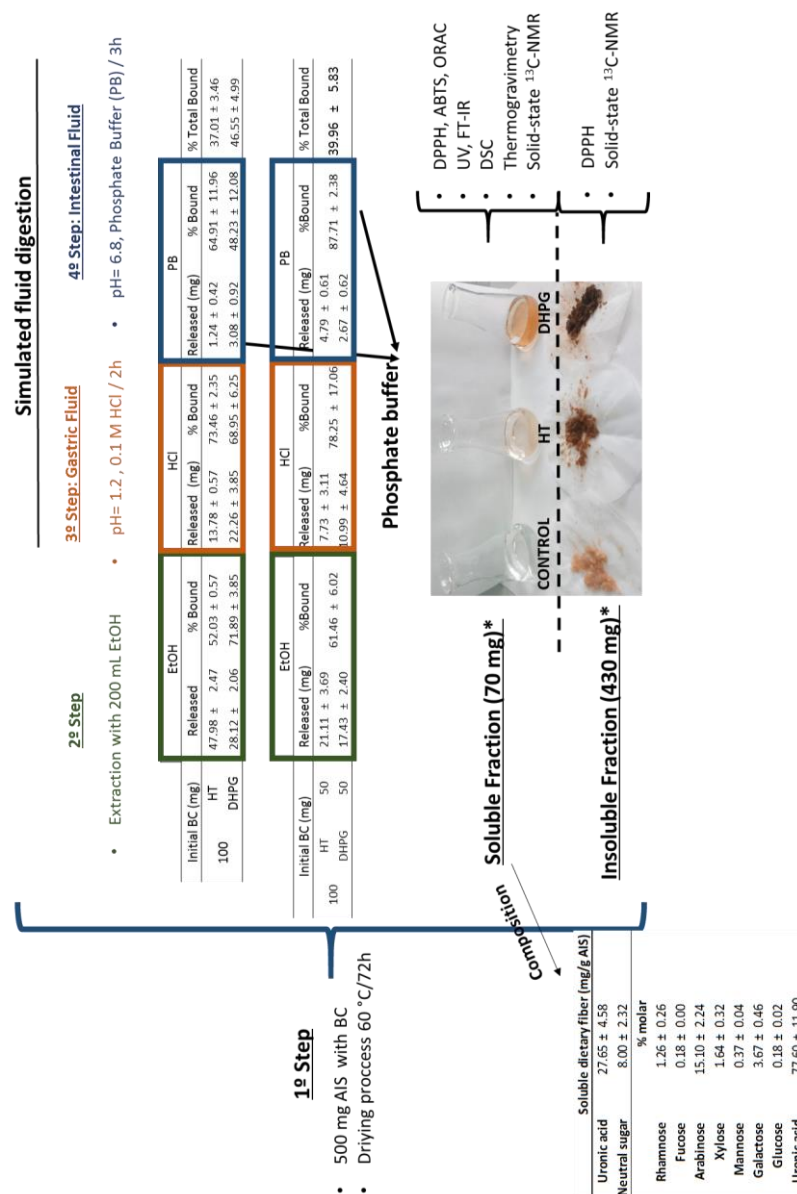 Simulated fluid digestion
1º Step
• 500 mg AIS with BC
• Driying proccess 60 °C/72h
2º Step
• Extraction with 200 mL EtOH
3º Step: Gastric Fluid
• pH= 1.2 , 0.1 M HCl / 2h
4º Step: Intestinal Fluid
• pH= 6.8, Phosphate Buffer (PB) / 3h
EtOH HCl PB
Initial BC (mg) Released % Bound Released (mg) % Bound Released (mg) % Bound % Total Bound
100 HT 47.98 ± 2.47 52.03 ± 0.57 13.78 ± 0.57 73.46 ± 2.35 1.24 ± 0.42 64.91 ± 11.96 37.01 ± 3.46
DHPG 28.12 ± 2.06 71.89 ± 3.85 22.26 ± 3.85 68.95 ± 6.25 3.08 ± 0.92 48.23 ± 12.08 46.55 ± 4.99
EtOH HCl PB
Initial BC (mg) Released (mg) %Bound Released (mg) %Bound Released (mg) %Bound % Total Bound
100 HT 50 21.11 ± 3.69 61.46 ± 6.02 7.73 ± 3.11 78.25 ± 17.06 4.79 ± 0.61 87.71 ± 2.38 39.96 ± 5.83
DHPG 50 17.43 ± 2.40 10.99 ± 4.64 2.67 ± 0.62
Phosphate buffer
Composition
Soluble Fraction (70 mg)*
CONTROL HT DHPG
• DPPH, ABTS, ORAC
• UV, FT-IR
• DSC
• Thermogravimetry
• Solid-state ¹³C-NMR
Insoluble Fraction (430 mg)*
• DPPH
• Solid-state ¹³C-NMR
Soluble dietary fiber (mg/g AIS)
Uronic acid 27.65 ± 4.58
Neutral sugar 8.00 ± 2.32
% molar
Rhamnose 1.26 ± 0.26
Fucose 0.18 ± 0.00
Arabinose 15.10 ± 2.24
Xylose 1.64 ± 0.32
Mannose 0.37 ± 0.04
Galactose 3.67 ± 0.46
Glucose 0.18 ± 0.02
Uronic acid 77.60 ± 11.90